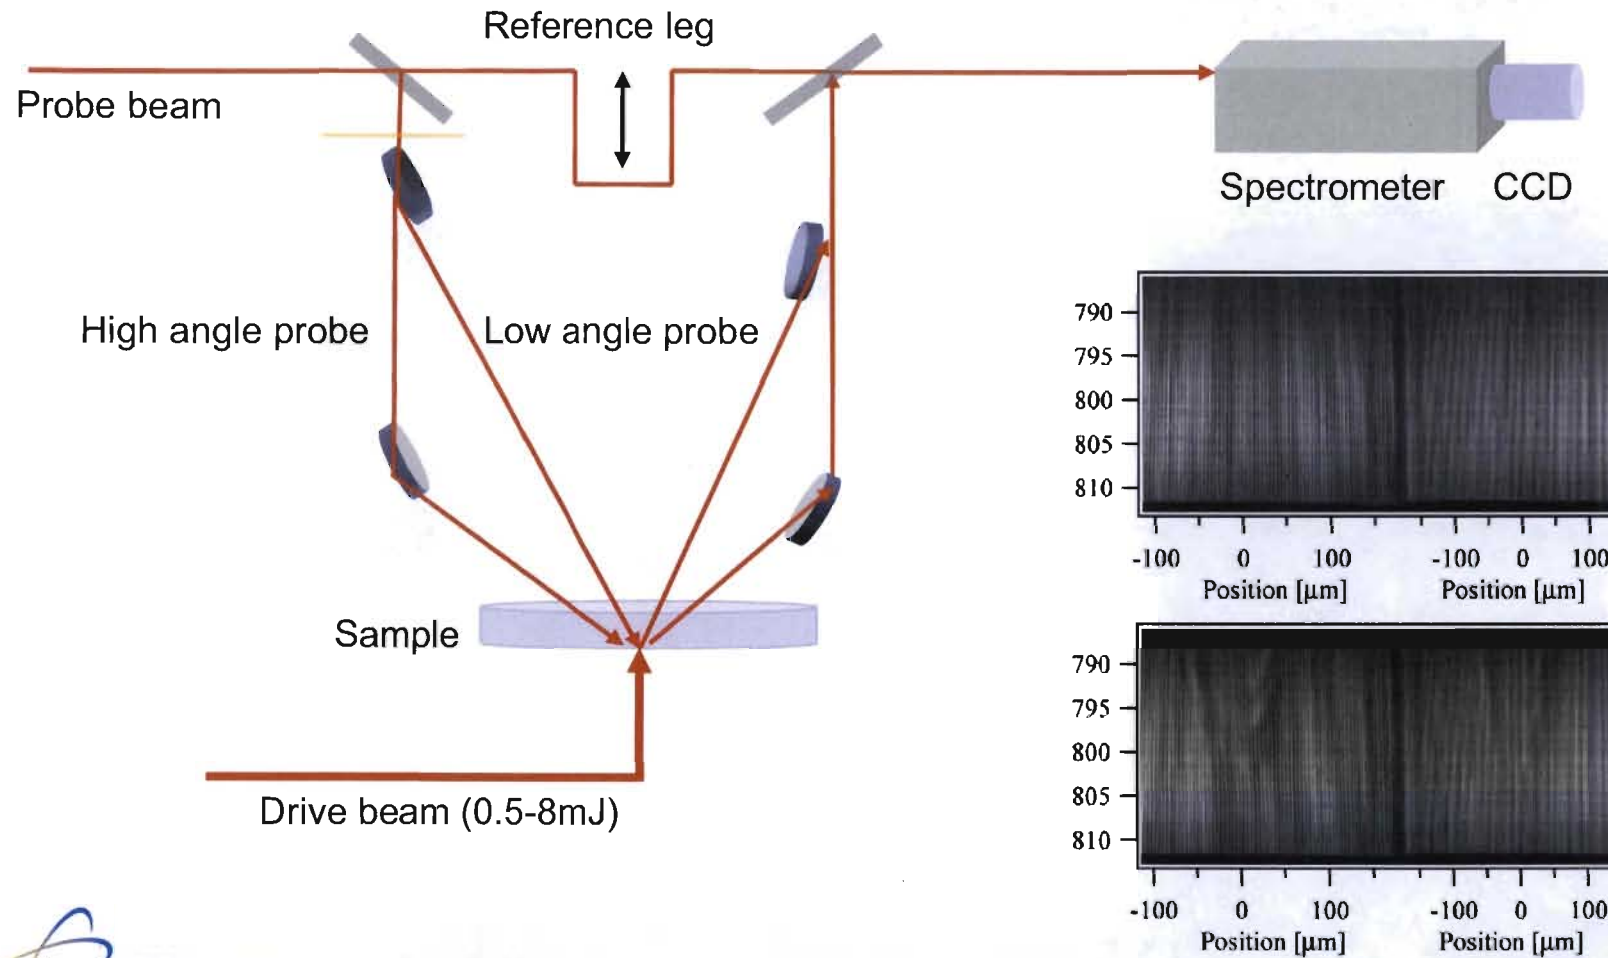 Reference leg
Probe beam
Spectrometer CCD
High angle probe
Low angle probe
790
795
800
805
810
-100 0 100 -100 0 100
Position [µm] Position [µm]
Sample
790
795
800
805
810
-100 0 100 -100 0 100
Position [µm] Position [µm]
Drive beam (0.5-8mJ)